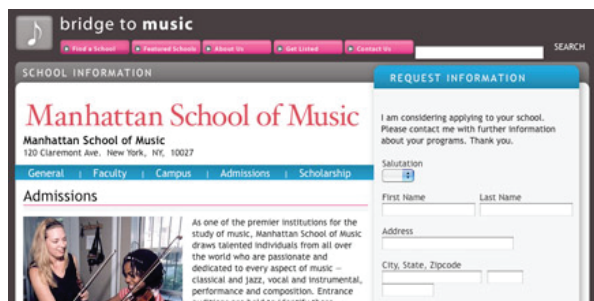 bridge to music
Find a School
Featured Schools
About Us
Get Listed
Contact Us
SEARCH
SCHOOL INFORMATION
Manhattan School of Music
Manhattan School of Music
120 Claremont Ave. New York, NY, 10027
General | Faculty | Campus | Admissions | Scholarship
Admissions
As one of the premier institutions for the
study of music, Manhattan School of Music
draws talented individuals from all over
the world who are passionate and
dedicated to every aspect of music —
classical and jazz, vocal and instrumental,
performance and composition. Entrance
REQUEST INFORMATION
I am considering applying to your school.
Please contact me with further information
about your programs. Thank you.
Salutation
First Name Last Name
Address
City, State, Zipcode